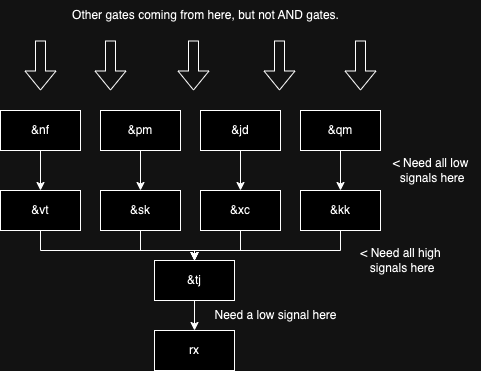 Other gates coming from here, but not AND gates.
&nf
&pm
&jd
&qm
< Need all low
signals here
&vt
&sk
&xc
&kk
< Need all high
signals here
&tj
Need a low signal here
rx